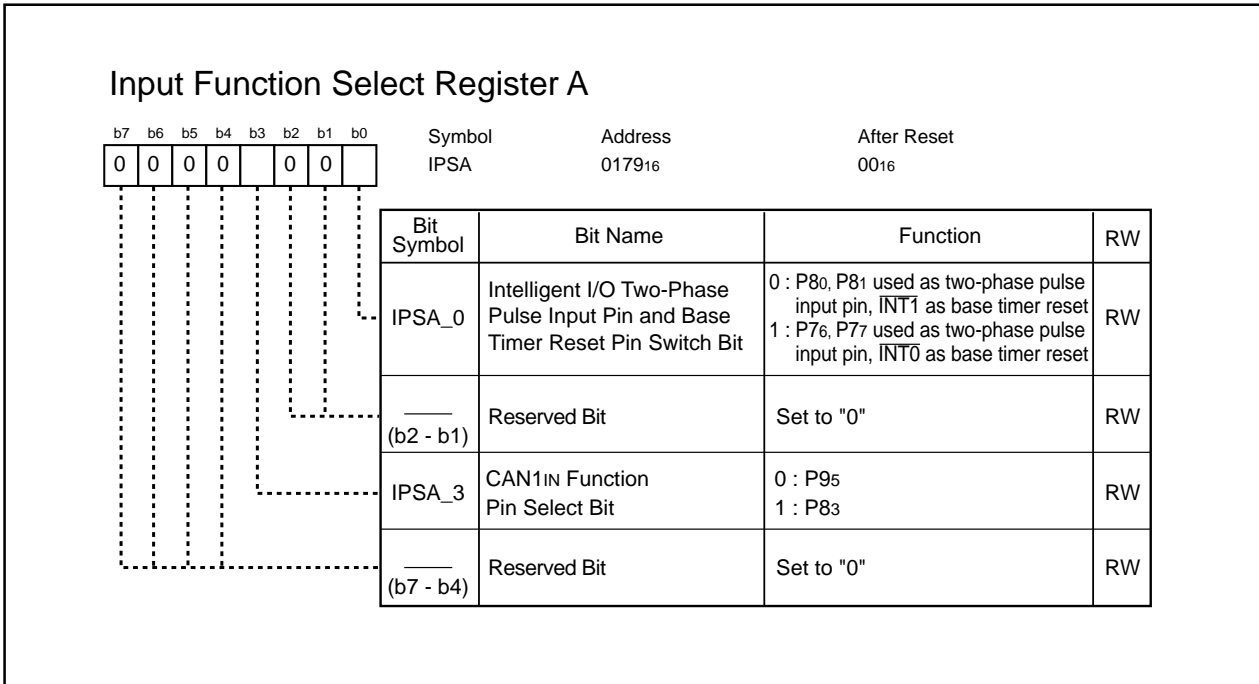 Input Function Select Register A
b7 b6 b5 b4 b3 b2 b1 b0 Symbol Address After Reset
0 0 0 0 0 0 IPSA 017916 0016
Bit Symbol Bit Name Function RW
IPSA_0 Intelligent I/O Two-Phase Pulse Input Pin and Base Timer Reset Pin Switch Bit 0 : P80, P81 used as two-phase pulse input pin, INT1 as base timer reset 1 : P76, P77 used as two-phase pulse input pin, INT0 as base timer reset RW
(b2 - b1) Reserved Bit Set to "0" RW
IPSA_3 CAN1IN Function Pin Select Bit 0 : P95 1 : P83 RW
(b7 - b4) Reserved Bit Set to "0" RW